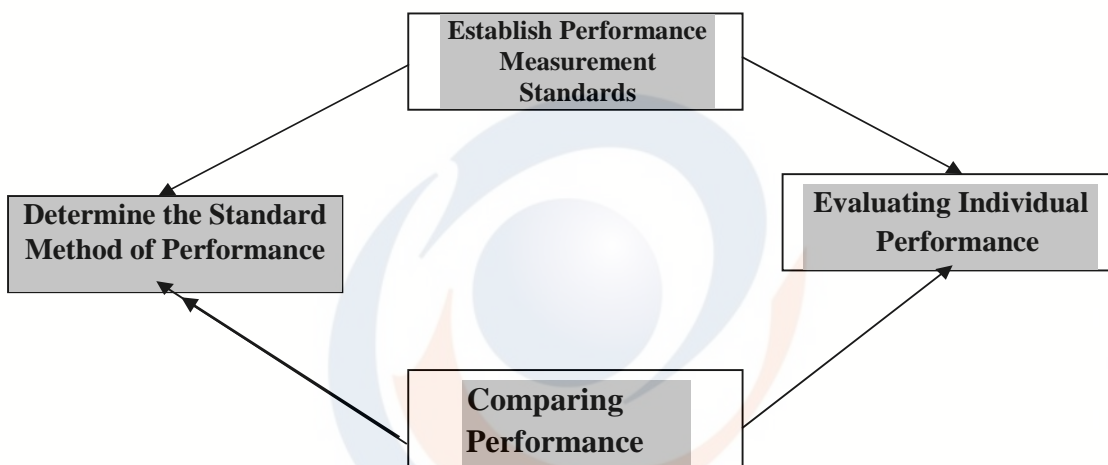 Establish Performance
Measurement
Standards
Determine the Standard
Method of Performance
Evaluating Individual
Performance
Comparing
Performance